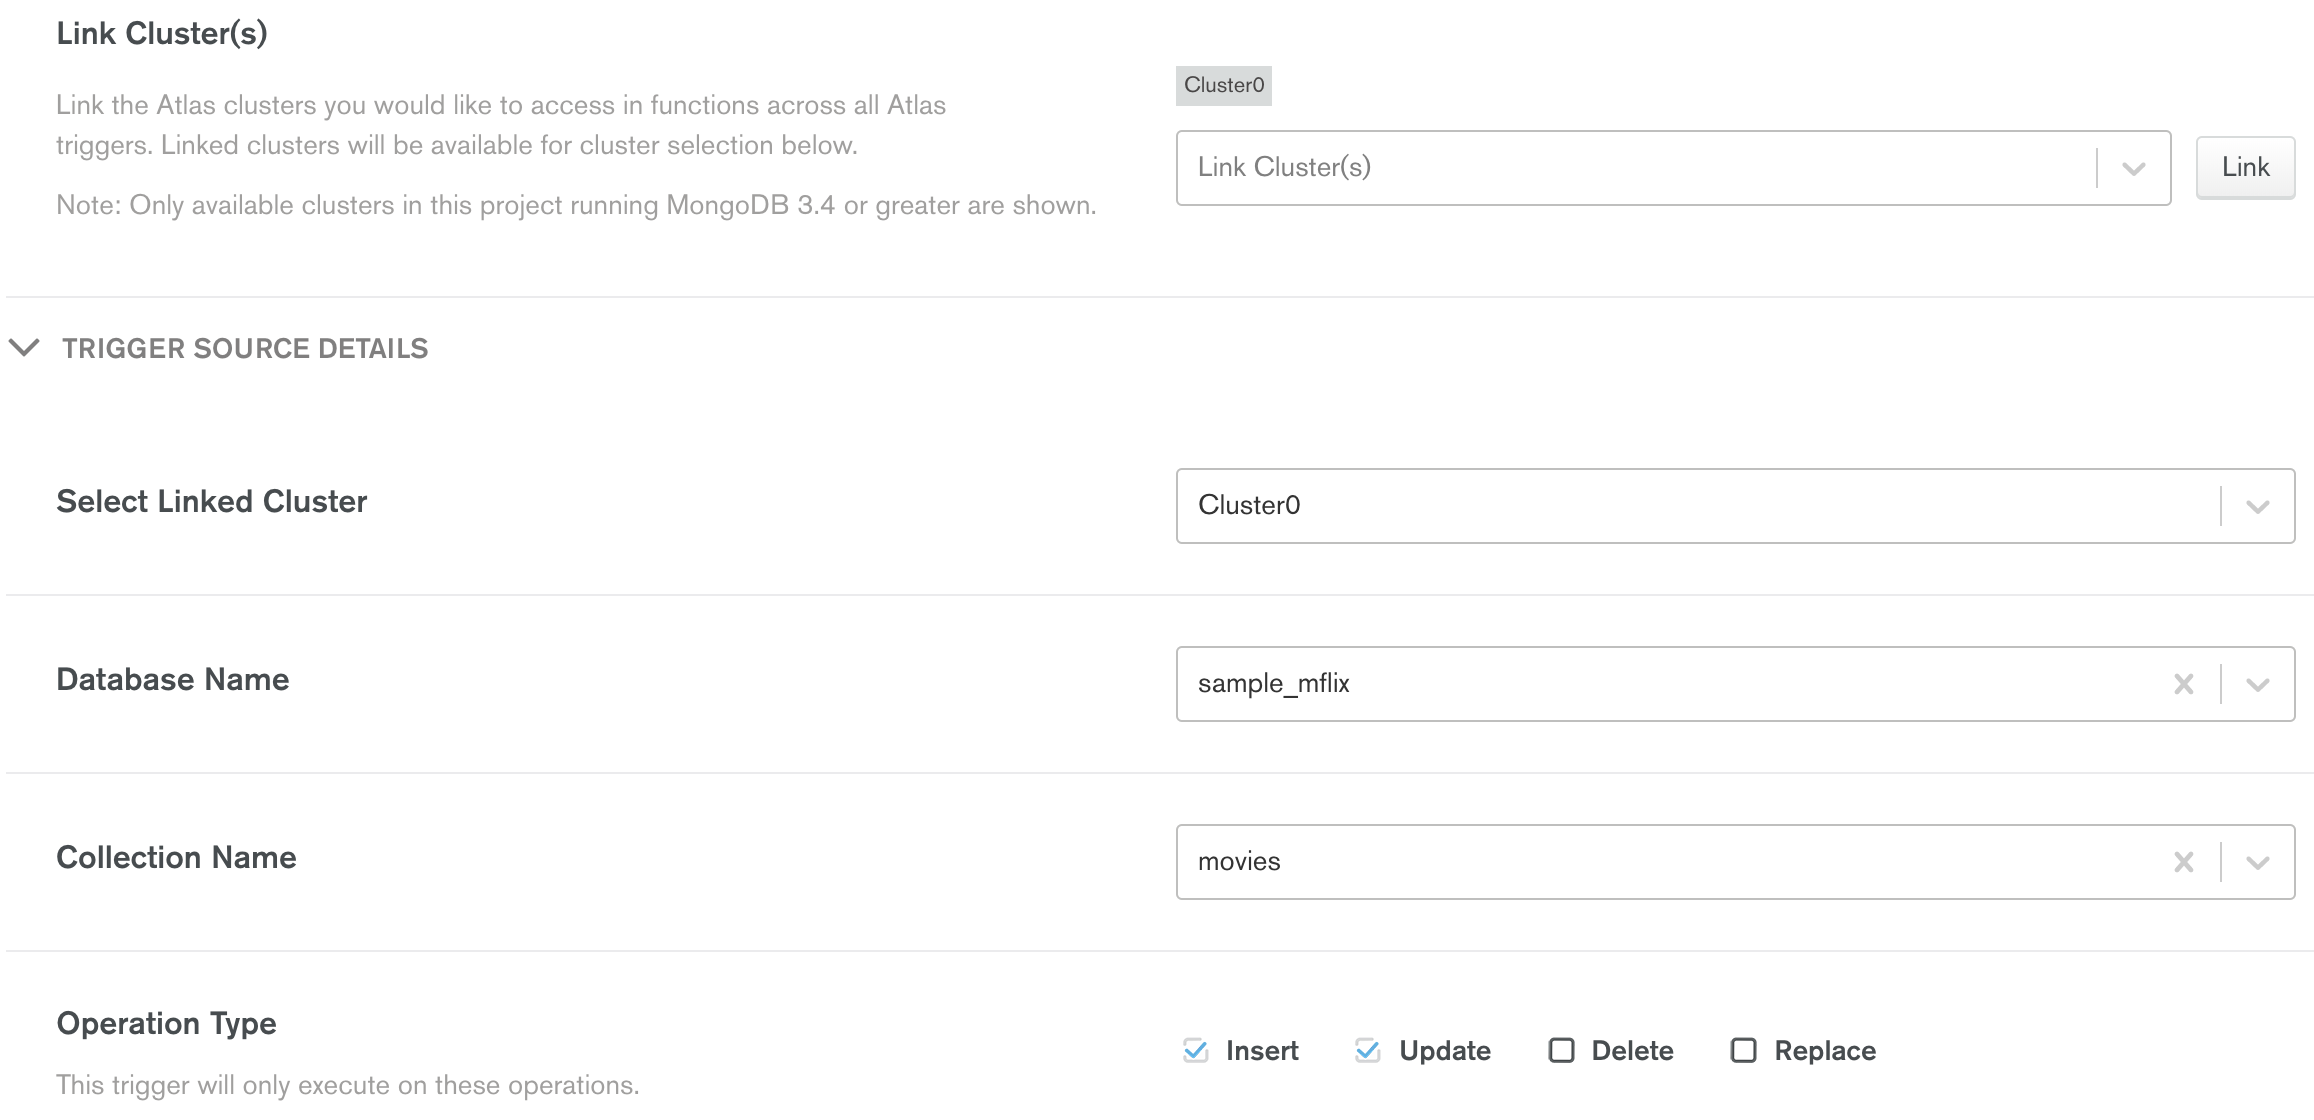 Link Cluster(s)
Cluster0
Link the Atlas clusters you would like to access in functions across all Atlas
triggers. Linked clusters will be available for cluster selection below.
Link Cluster(s)
Link
Note: Only available clusters in this project running MongoDB 3.4 or greater are shown.
TRIGGER SOURCE DETAILS
Select Linked Cluster
Cluster0
Database Name
sample_mflix
Collection Name
movies
Operation Type
Insert Update Delete Replace
This trigger will only execute on these operations.